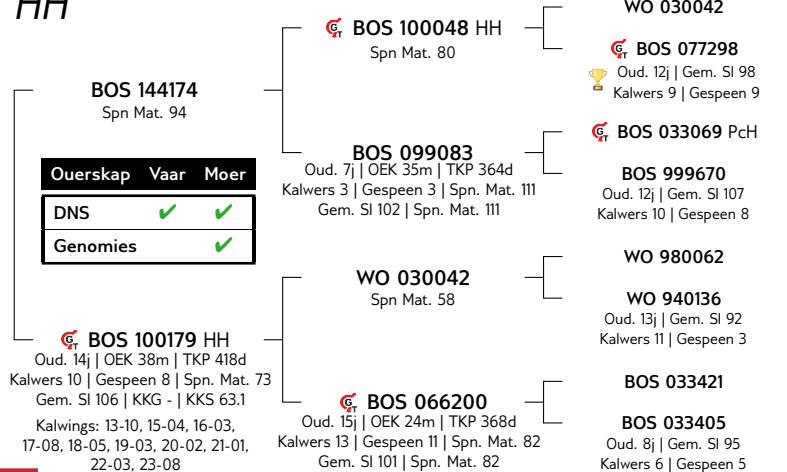 HH
BOS 144174
Spn Mat. 94
Ouerskap Vaar Moer
DNS ✔ ✔
Genomies ✔
GT BOS 100179 HH
Oud. 14j | OEK 38m | TKP 418d
Kalwers 10 | Gespeen 8 | Spn. Mat. 73
Gem. SI 106 | KKG - | KKS 63.1
Kalwings: 13-10, 15-04, 16-03,
17-08, 18-05, 19-03, 20-02, 21-01,
22-03, 23-08
GT BOS 100048 HH
Spn Mat. 80
BOS 099083
Oud. 7j | OEK 35m | TKP 364d
Kalwers 3 | Gespeen 3 | Spn. Mat. 111
Gem. SI 102 | Spn. Mat. 111
WO 030042
Spn Mat. 58
GT BOS 066200
Oud. 15j | OEK 24m | TKP 368d
Kalwers 13 | Gespeen 11 | Spn. Mat. 82
Gem. SI 101 | Spn. Mat. 82
WO 030042
GT BOS 077298
Oud. 12j | Gem. SI 98
Kalwers 9 | Gespeen 9
GT BOS 033069 PcH
BOS 999670
Oud. 12j | Gem. SI 107
Kalwers 10 | Gespeen 8
WO 980062
WO 940136
Oud. 13j | Gem. SI 92
Kalwers 11 | Gespeen 3
BOS 033421
BOS 033405
Oud. 8j | Gem. SI 95
Kalwers 6 | Gespeen 5